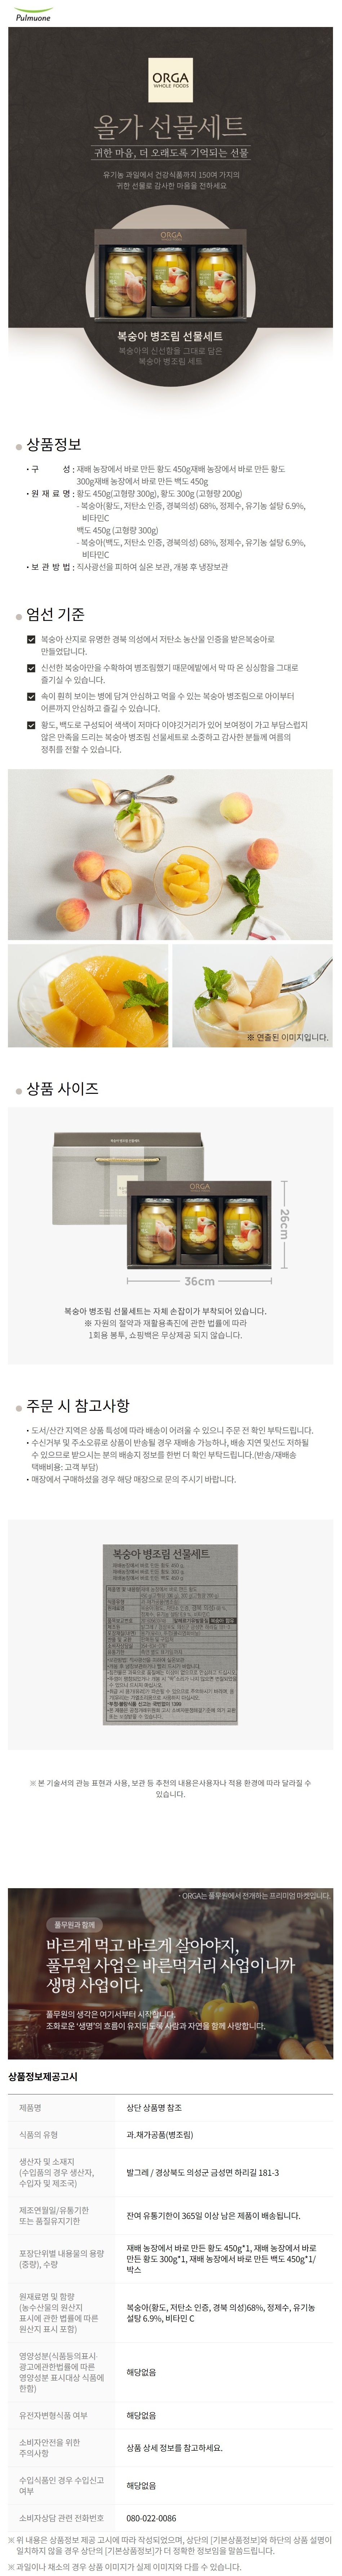 Pulmuone
ORGA
WHOLE FOODS
올가 선물세트
귀한 마음, 더 오래도록 기억되는 선물
유기농 과일에서 건강식품까지 150여 가지의
귀한 선물로 감사한 마음을 전하세요
ORGA
복숭아 병조림 선물세트
복숭아의 신선함을 그대로 담은
복숭아 병조림 세트
상품정보
• 구 성 : 재배 농장에서 바로 만든 황도 450g재배 농장에서 바로 만든 황도
300g재배 농장에서 바로 만든 백도 450g
• 원 재 료 명 : 황도 450g(고형량 300g), 황도 300g (고형량 200g)
- 복숭아(황도, 저탄소 인증, 경북의성) 68%, 정제수, 유기농 설탕 6.9%,
비타민C
백도 450g (고형량 300g)
- 복숭아(백도, 저탄소 인증, 경북의성) 68%, 정제수, 유기농 설탕 6.9%,
비타민C
• 보 관 방 법 : 직사광선을 피하여 실온 보관, 개봉 후 냉장보관
엄선 기준
복숭아 산지로 유명한 경북 의성에서 저탄소 농산물 인증을 받은복숭아로
만들었답니다.
신선한 복숭아만을 수확하여 병조림했기 때문에밭에서 막 따 온 싱싱함을 그대로
즐기실 수 있습니다.
속이 훤히 보이는 병에 담겨 안심하고 먹을 수 있는 복숭아 병조림으로 아이부터
어른까지 안심하고 즐길 수 있습니다.
황도, 백도로 구성되어 색색이 저마다 이야깃거리가 있어 보여정이 가고 부담스럽지
않은 만족을 드리는 복숭아 병조림 선물세트로 소중하고 감사한 분들께 여름의
정취를 전할 수 있습니다.
※ 연출된 이미지입니다.
상품 사이즈
복숭아 병조림 선물세트
ORGA
26cm
36cm
복숭아 병조림 선물세트는 자체 손잡이가 부착되어 있습니다.
※ 자원의 절약과 재활용촉진에 관한 법률에 따라
1회용 봉투, 쇼핑백은 무상제공 되지 않습니다.
주문 시 참고사항
• 도서/산간 지역은 상품 특성에 따라 배송이 어려울 수 있으니 주문 전 확인 부탁드립니다.
• 수신거부 및 주소오류로 상품이 반송될 경우 재배송 가능하나, 배송 지연 및선도 저하될
수 있으므로 받으시는 분의 배송지 정보를 한번 더 확인 부탁드립니다.(반송/재배송
택배비용: 고객 부담)
• 매장에서 구매하셨을 경우 해당 매장으로 문의 주시기 바랍니다.
복숭아 병조림 선물세트
※ 본 기술서의 관능 표현과 사용, 보관 등 추천의 내용은사용자나 적용 환경에 따라 달라질 수
있습니다.
- ORGA는 풀무원에서 전개하는 프리미엄 마켓입니다.
풀무원과 함께
바르게 먹고 바르게 살아야지,
풀무원 사업은 바른먹거리 사업이니까
생명 사업이다.
풀무원의 생각은 여기서부터 시작합니다.
조화로운 '생명'의 흐름이 유지되도록 사람과 자연을 함께 사랑합니다.
상품정보제공고시
제품명
상단 상품명 참조
식품의 유형
과.채가공품(병조림)
생산자 및 소재지
(수입품의 경우 생산자,
수입자 및 제조국)
발그레 / 경상북도 의성군 금성면 하리길 181-3
제조연월일/유통기한
또는 품질유지기한
잔여 유통기한이 365일 이상 남은 제품이 배송됩니다.
포장단위별 내용물의 용량
(중량), 수량
재배 농장에서 바로 만든 황도 450g*1, 재배 농장에서 바로
만든 황도 300g*1, 재배 농장에서 바로 만든 백도 450g*1/
박스
원재료명 및 함량
(농수산물의 원산지
표시에 관한 법률에 따른
원산지 표시 포함)
복숭아(황도, 저탄소 인증, 경북 의성)68%, 정제수, 유기농
설탕 6.9%, 비타민 C
영양성분(식품등의표시·
광고에관한법률에 따른
영양성분 표시대상 식품에
한함)
해당없음
유전자변형식품 여부
해당없음
소비자안전을 위한
주의사항
상품 상세 정보를 참고하세요.
수입식품인 경우 수입신고
여부
해당없음
소비자상담 관련 전화번호
080-022-0086
※ 위 내용은 상품정보 제공 고시에 따라 작성되었으며, 상단의 [기본상품정보]와 하단의 상품 설명이
일치하지 않을 경우 상단의 [기본상품정보]가 더 정확한 정보임을 말씀드립니다.
※ 과일이나 채소의 경우 상품 이미지가 실제 이미지와 다를 수 있습니다.